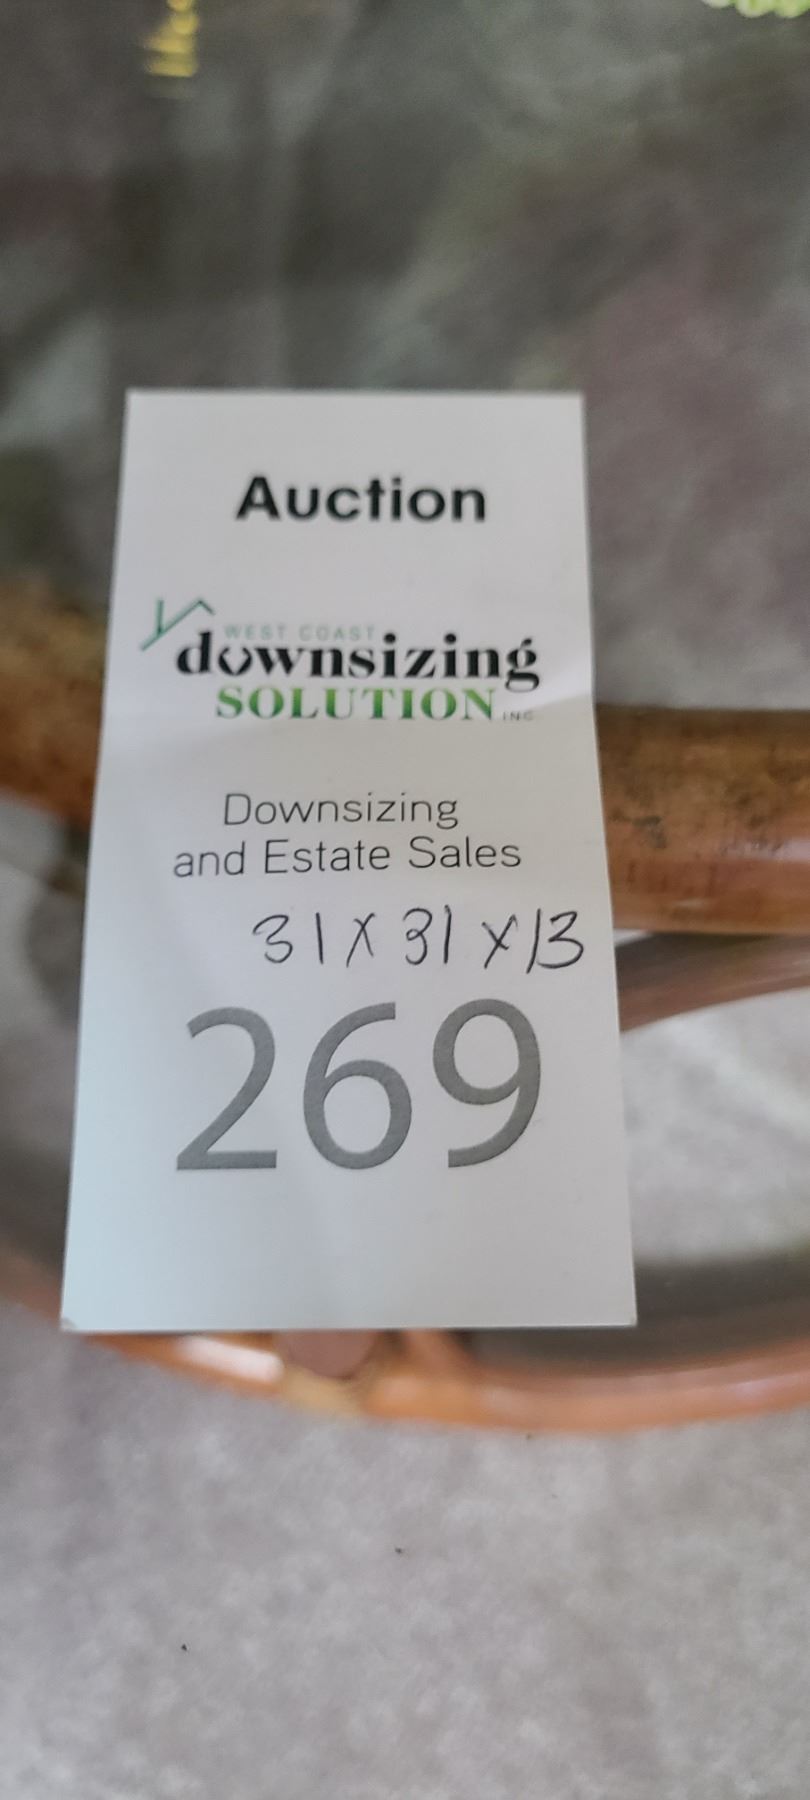 Auction
WEST COAST
downsizing
SOLUTION INC
Downsizing
and Estate Sales
31 X 31 X 13
269